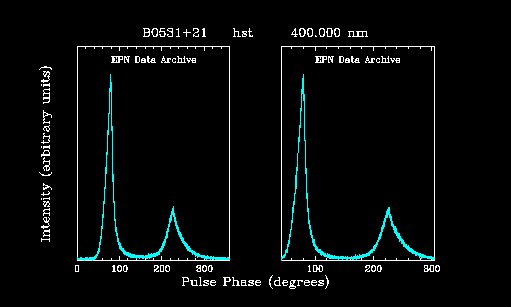 B0531+21 hst 400.000 nm
EPN Data Archive EPN Data Archive
Intensity (arbitrary units)
0 100 200 300 100 200 300
Pulse Phase (degrees)